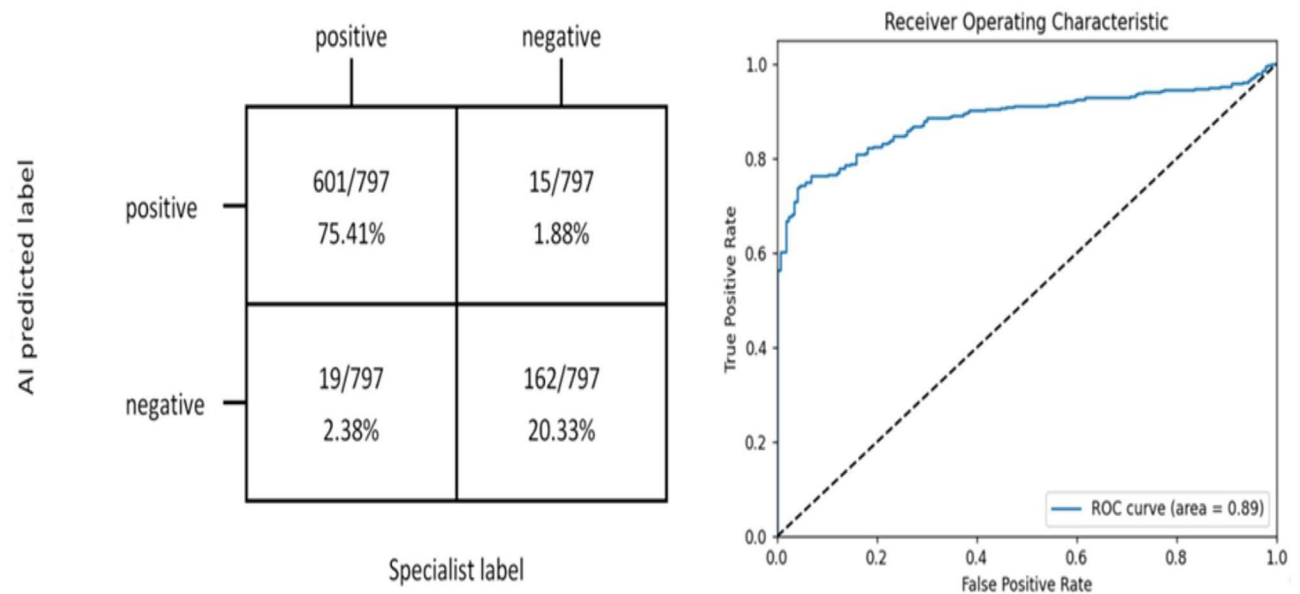 positive
negative
AI predicted label
positive
601/797
75.41%
15/797
1.88%
negative
19/797
2.38%
162/797
20.33%
Specialist label
Receiver Operating Characteristic
True Positive Rate
1.0
0.8
0.6
0.4
0.2
0.0
ROC curve (area = 0.89)
0.0
0.2
0.4
0.6
0.8
1.0
False Positive Rate